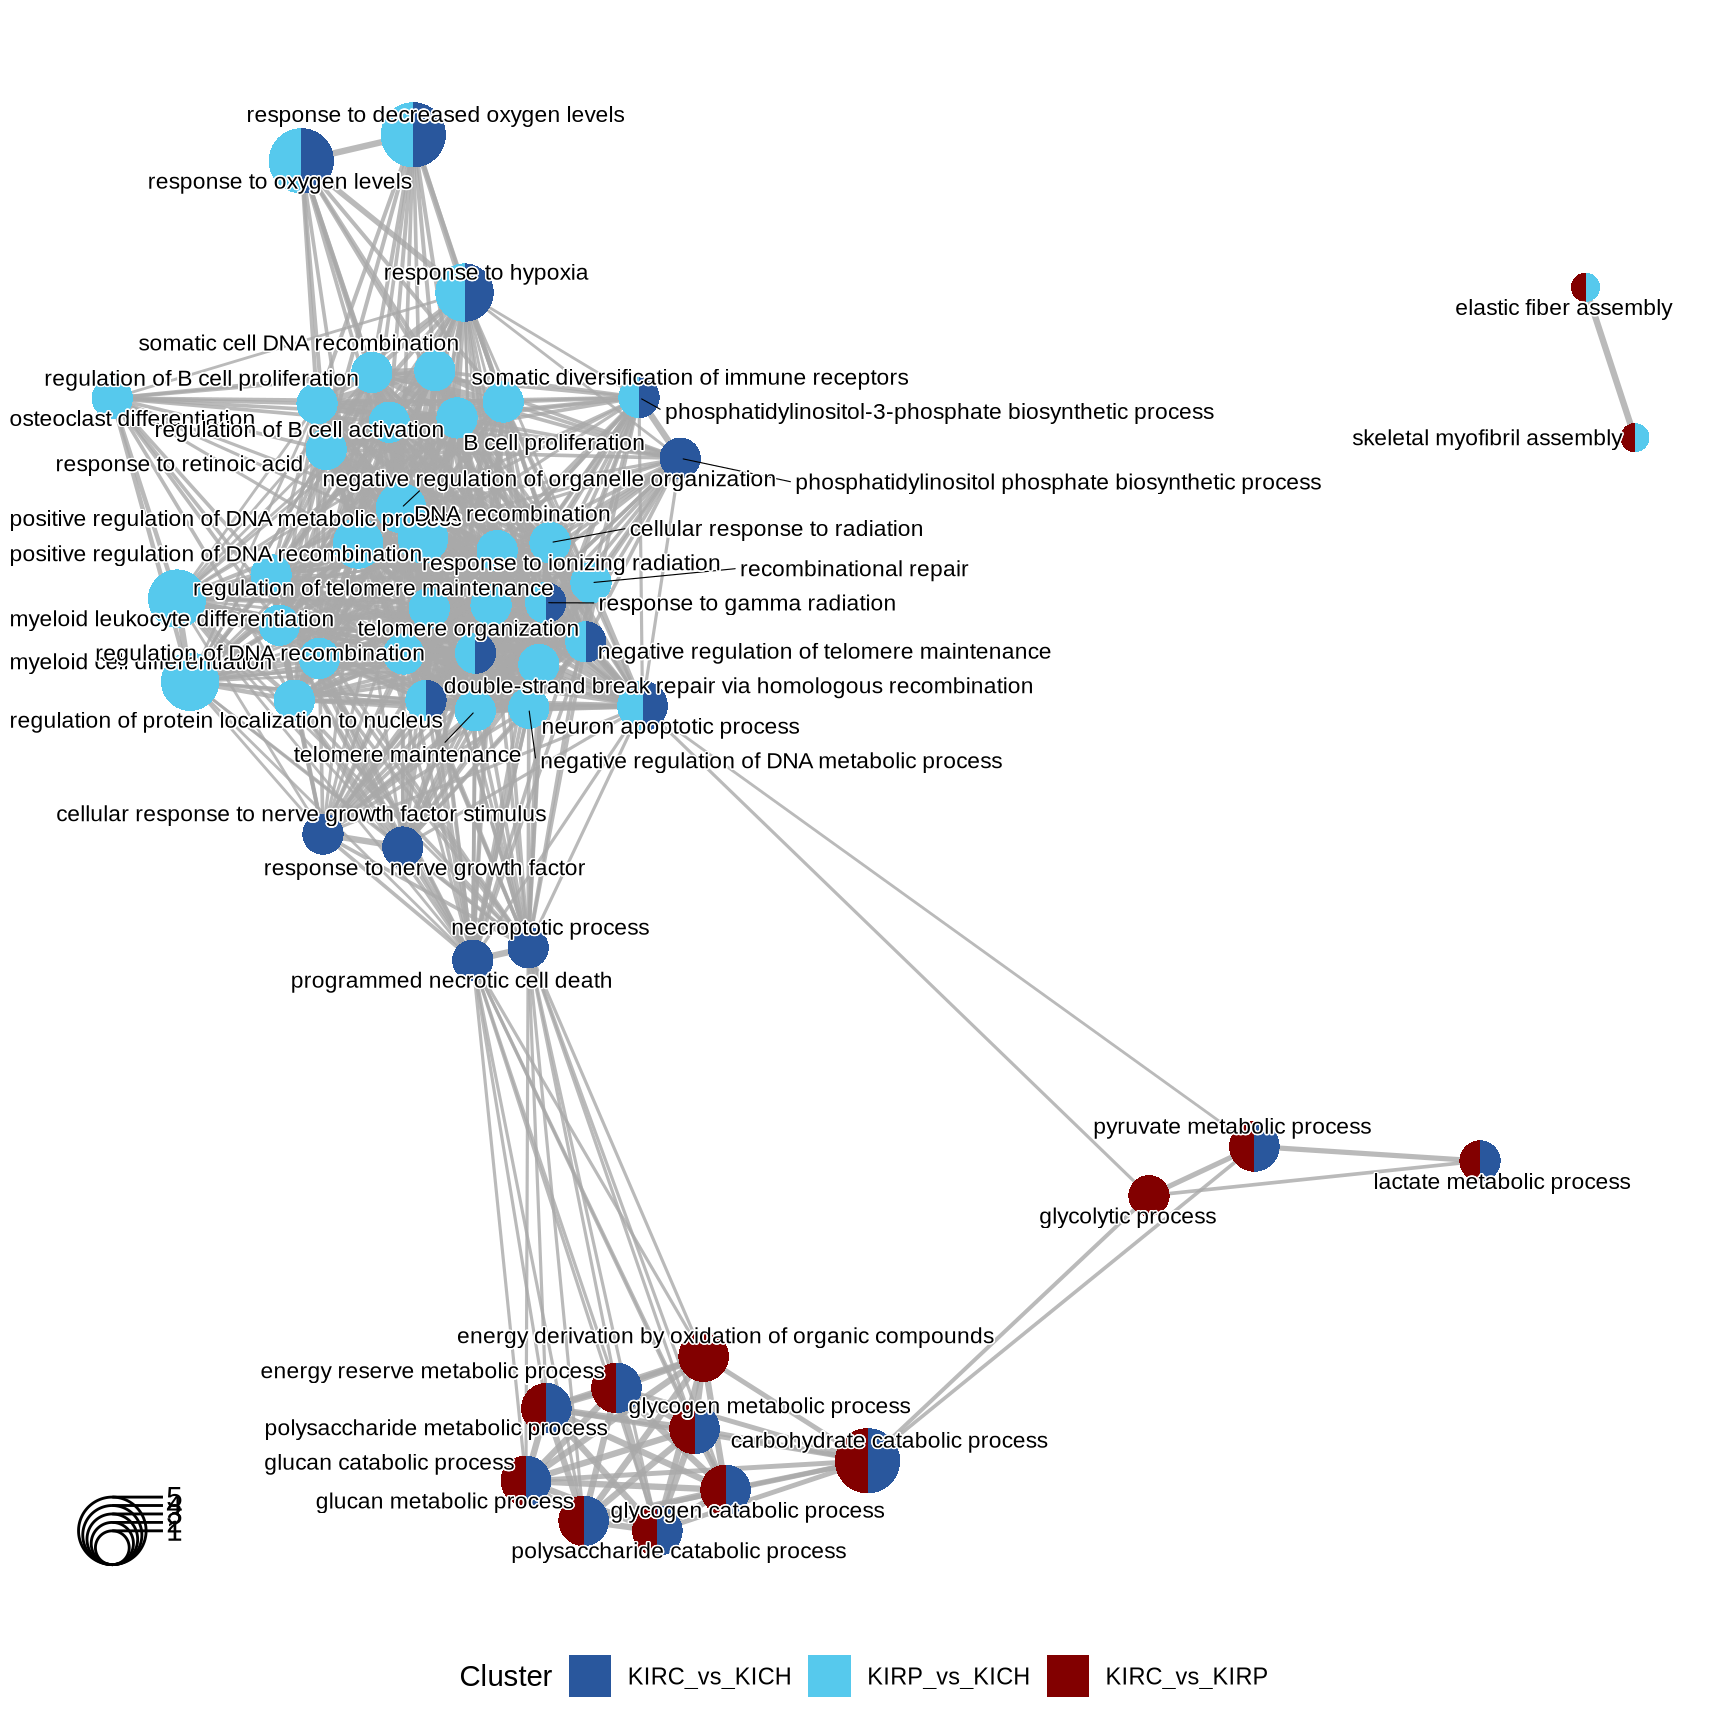 response to decreased oxygen levels
response to oxygen levels
response to hypoxia
elastic fiber assembly
somatic cell DNA recombination
regulation of B cell proliferation
somatic diversification of immune receptors
phosphatidylinositol-3-phosphate biosynthetic process
osteoclast differentiation
regulation of B cell activation
B cell proliferation
skeletal myofibril assembly
response to retinoic acid
negative regulation of organelle organization
phosphatidylinositol phosphate biosynthetic process
positive regulation of DNA metabolic process
DNA recombination
cellular response to radiation
positive regulation of DNA recombination
response to ionizing radiation
recombinational repair
regulation of telomere maintenance
response to gamma radiation
myeloid leukocyte differentiation
telomere organization
negative regulation of telomere maintenance
myeloid cell differentiation
regulation of DNA recombination
double-strand break repair via homologous recombination
regulation of protein localization to nucleus
neuron apoptotic process
telomere maintenance
negative regulation of DNA metabolic process
cellular response to nerve growth factor stimulus
response to nerve growth factor
necroptotic process
programmed necrotic cell death
pyruvate metabolic process
lactate metabolic process
glycolytic process
energy derivation by oxidation of organic compounds
energy reserve metabolic process
glycogen metabolic process
polysaccharide metabolic process
carbohydrate catabolic process
glucan catabolic process
glucan metabolic process
glycogen catabolic process
polysaccharide catabolic process
5
4
3
2
1
Cluster KIRC_vs_KICH KIRP_vs_KICH KIRC_vs_KIRP